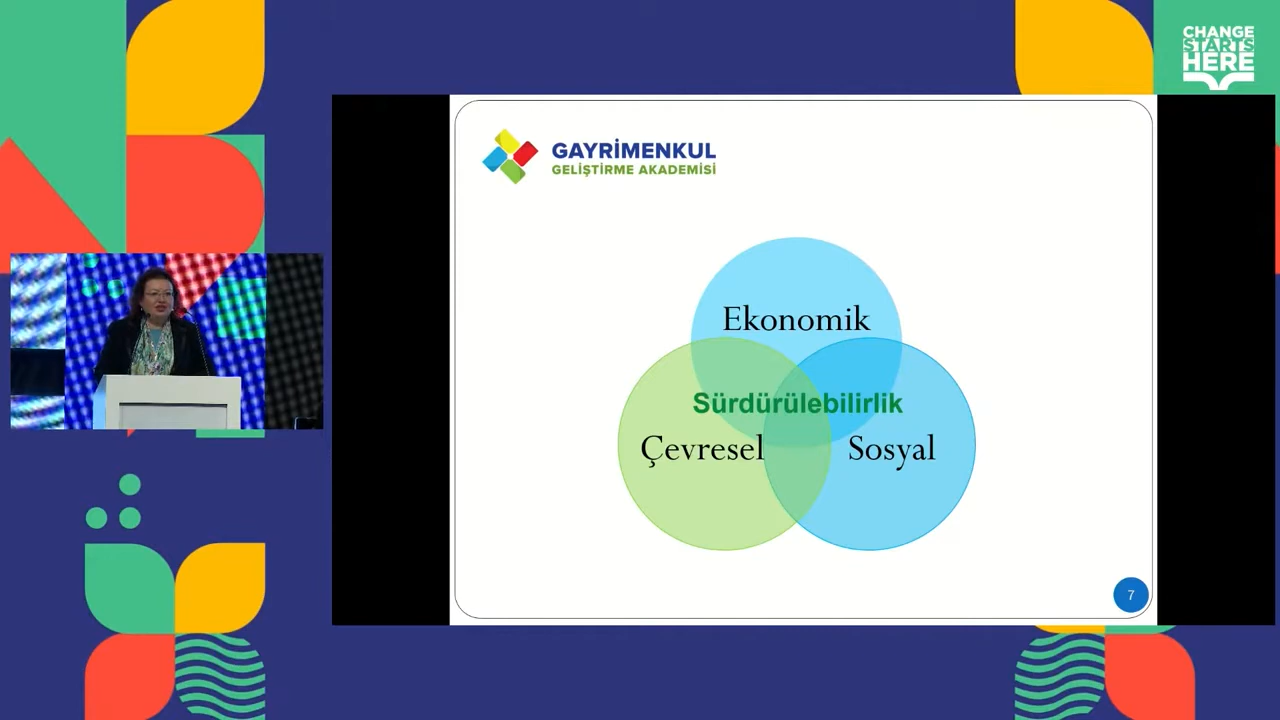 CHANGE
STARTS
HERE
GAYRİMENKUL
GELİŞTİRME AKADEMİSİ
Ekonomik
Sürdürülebilirlik
Çevresel
Sosyal
7